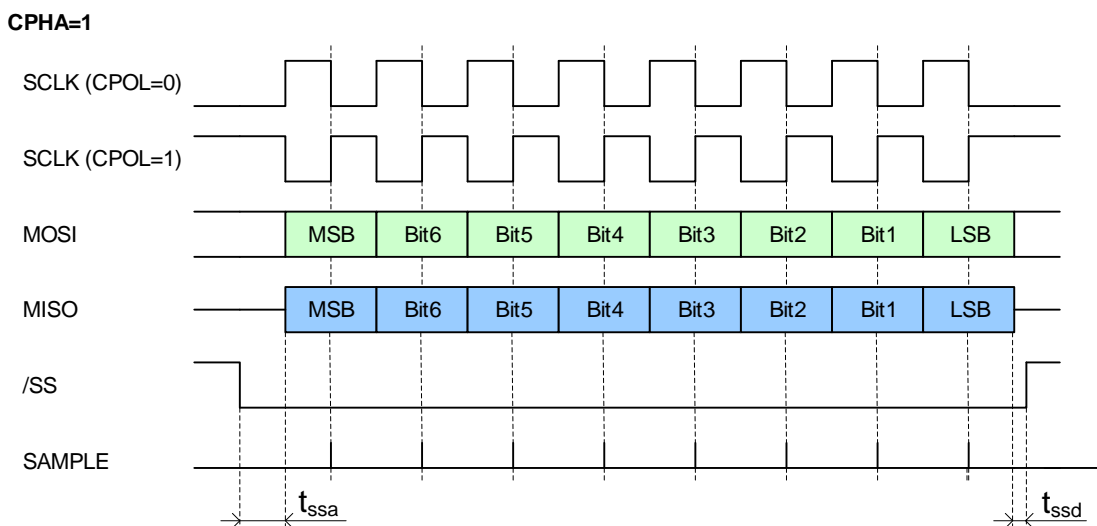 CPHA=1
SCLK (CPOL=0)
SCLK (CPOL=1)
MOSI MSB Bit6 Bit5 Bit4 Bit3 Bit2 Bit1 LSB
MISO MSB Bit6 Bit5 Bit4 Bit3 Bit2 Bit1 LSB
/SS
SAMPLE
tssa tssd